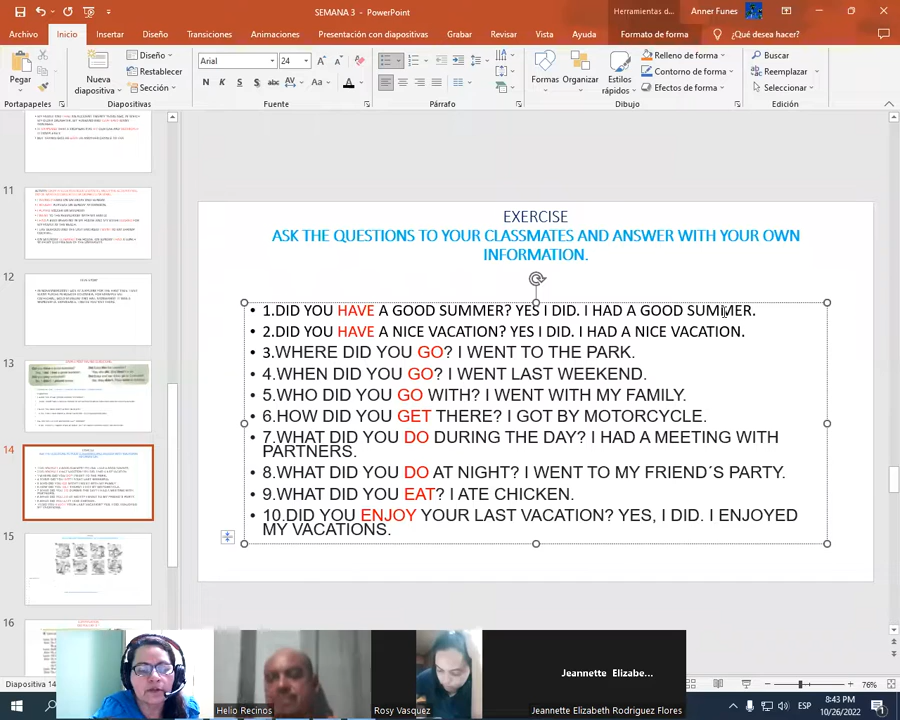 SEMANA 3 - PowerPoint
Herramientas d...
Anner Funes
Archivo
Inicio
Insertar
Diseño
Transiciones
Animaciones
Presentación con diapositivas
Grabar
Revisar
Vista
Ayuda
Formato de forma
¿Qué desea hacer?
Pegar
Nueva
diapositiva
Diseño
Restablecer
Sección
Arial
24
N K S
Aa
A
Formas
Organizar
Estilos
rápidos
Relleno de forma
Contorno de forma
Efectos de forma
Buscar
Reemplazar
Seleccionar
Portapapeles
Diapositivas
Fuente
Párrafo
Dibujo
Edición
11
12
13
14
15
16
EXERCISE
ASK THE QUESTIONS TO YOUR CLASSMATES AND ANSWER WITH YOUR OWN
INFORMATION.
• 1.DID YOU HAVE A GOOD SUMMER? YES I DID. I HAD A GOOD SUMMER.
• 2.DID YOU HAVE A NICE VACATION? YES I DID. I HAD A NICE VACATION.
• 3.WHERE DID YOU GO? I WENT TO THE PARK.
• 4.WHEN DID YOU GO? I WENT LAST WEEKEND.
• 5.WHO DID YOU GO WITH? I WENT WITH MY FAMILY.
• 6.HOW DID YOU GET THERE? I GOT BY MOTORCYCLE.
• 7.WHAT DID YOU DO DURING THE DAY? I HAD A MEETING WITH
PARTNERS.
• 8.WHAT DID YOU DO AT NIGHT? I WENT TO MY FRIEND´S PARTY.
• 9.WHAT DID YOU EAT? I ATE CHICKEN.
• 10.DID YOU ENJOY YOUR LAST VACATION? YES, I DID. I ENJOYED
MY VACATIONS.
Diapositiva 14
76%
Helio Recinos
Rosy Vasquez
Jeannette Elizabe...
Jeannette Elizabeth Rodriguez Flores
ESP
8:43 PM
10/26/2022